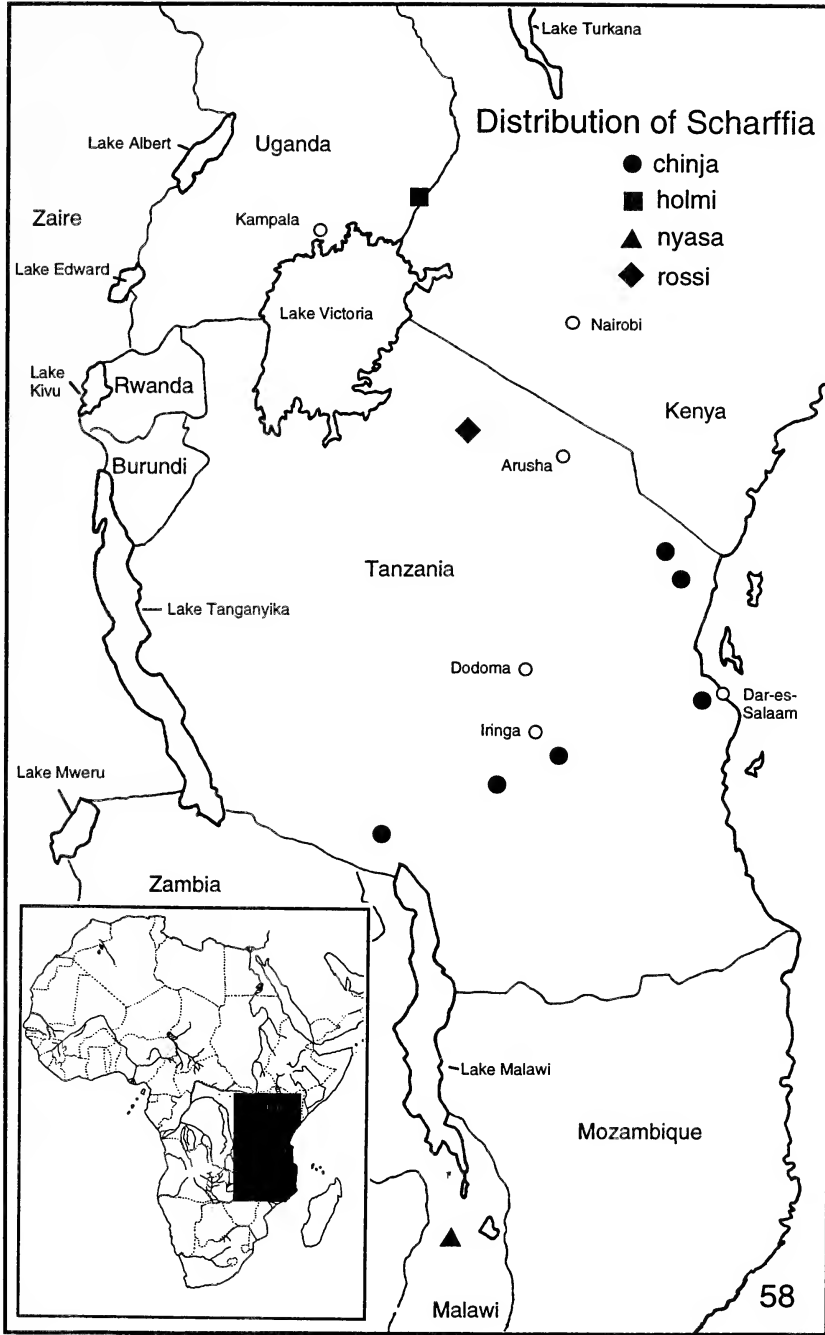 Lake Turkana
Distribution of Scharffia
chinja
holmi
nyasa
rossi
Lake Albert
Uganda
Zaire
Kampala
Lake Edward
Lake Victoria
Nairobi
Lake
Kivu
Rwanda
Kenya
Burundi
Arusha
Tanzania
Lake Tanganyika
Dodoma
Dar-es-
Salaam
Iringa
Lake Mweru
Zambia
Lake Malawi
Mozambique
Malawi
58